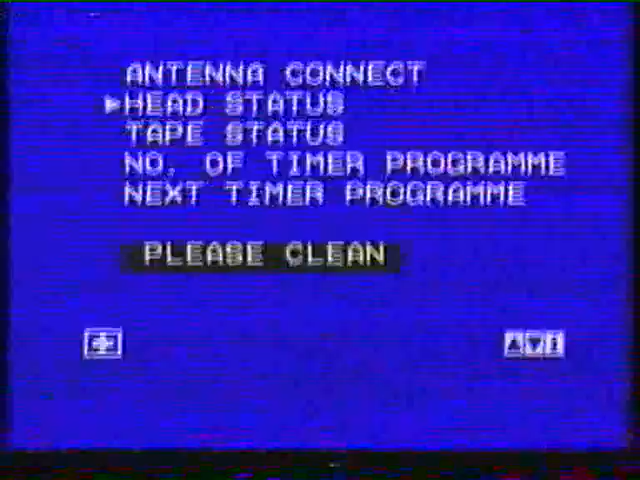 ANTENNA CONNECT
▶HEAD STATUS
TAPE STATUS
NO. OF TIMER PROGRAMME
NEXT TIMER PROGRAMME
PLEASE CLEAN